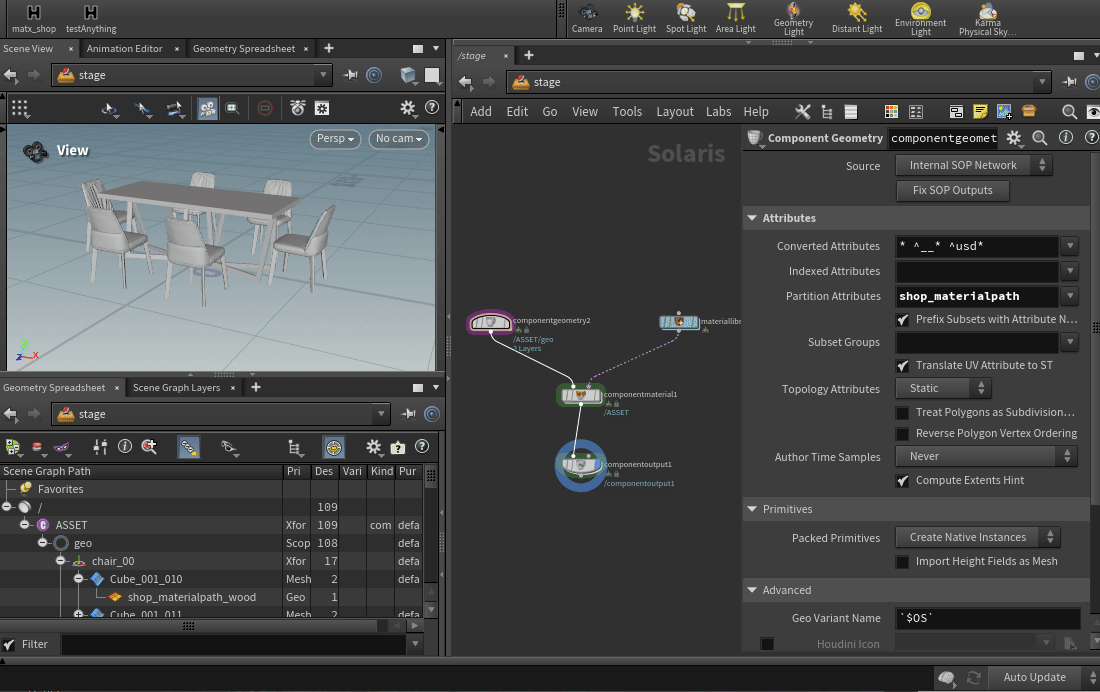 matx_shop testAnything
Camera Point Light Spot Light Area Light Geometry Light Distant Light Environment Light Karma Physical Sky...
Scene View × Animation Editor × Geometry Spreadsheet × +
stage
View
Persp
No cam
Geometry Spreadsheet × Scene Graph Layers × +
stage
Scene Graph Path Pri Des Vari Kind Pur
Favorites
/ 109
ASSET Xfor 109 com defa
geo Scop 108 defa
chair_00 Xfor 17 defa
Cube_001_010 Mesh 2 defa
shop_materialpath_wood Geo 1
Cube_001_011 Mesh 2 defa
Filter
/stage × +
stage
Add Edit Go View Tools Layout Labs Help
Solaris
componentgeometry2
/ASSET/geo
2 Layers
materiallibr
componentmaterial1
/ASSET
componentoutput1
/componentoutput1
Component Geometry componentgeomet
Source Internal SOP Network
Fix SOP Outputs
Attributes
Converted Attributes * ^__* ^usd*
Indexed Attributes
Partition Attributes shop_materialpath
Prefix Subsets with Attribute N...
Subset Groups
Translate UV Attribute to ST
Topology Attributes Static
Treat Polygons as Subdivision...
Reverse Polygon Vertex Ordering
Author Time Samples Never
Compute Extents Hint
Primitives
Packed Primitives Create Native Instances
Import Height Fields as Mesh
Advanced
Geo Variant Name `$OS`
Houdini Icon
Auto Update